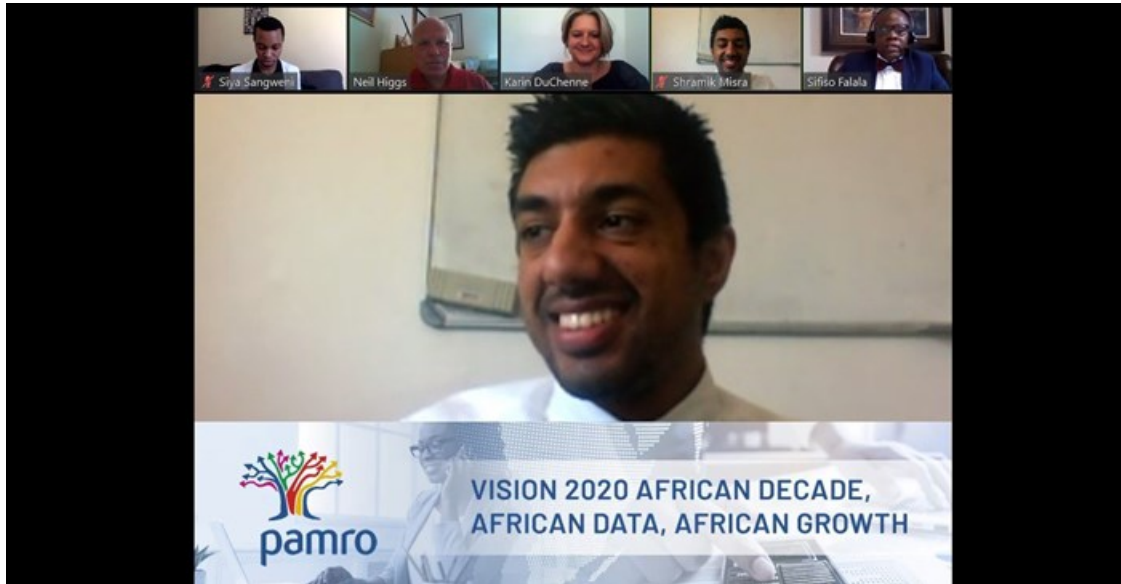 Siya Sangweni
Neil Higgs
Karin DuChenne
Shramik Misra
Sifiso Falala
VISION 2020 AFRICAN DECADE,
AFRICAN DATA, AFRICAN GROWTH
pamro